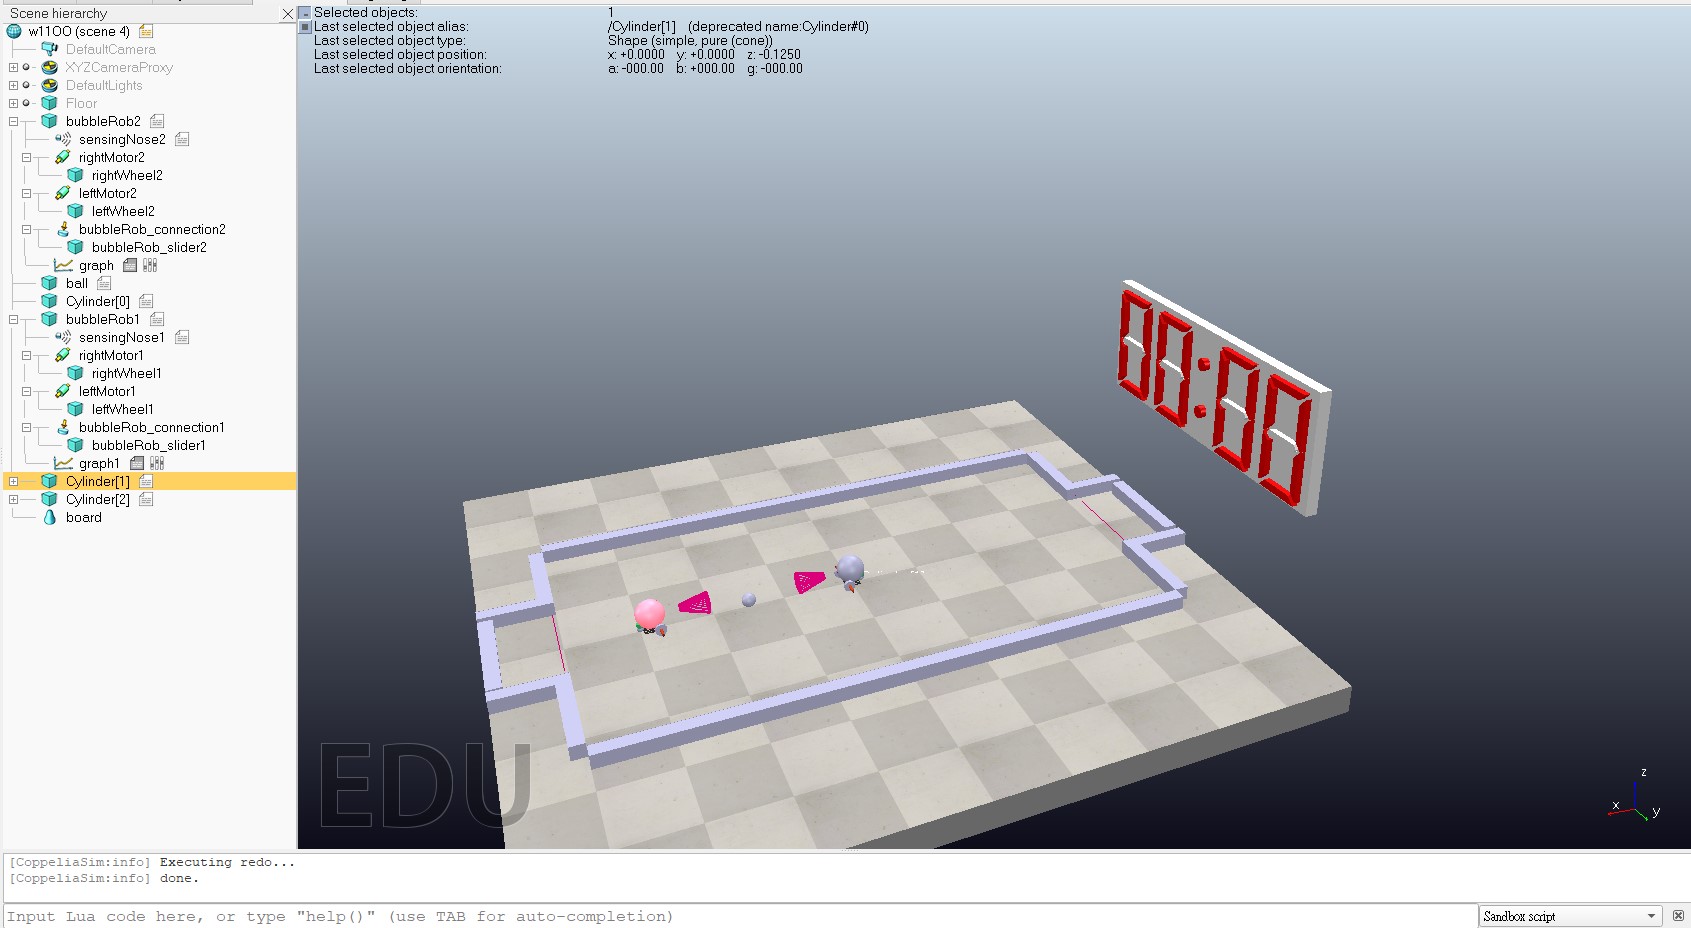 Scene hierarchy
w11OO (scene 4)
DefaultCamera
XYZCameraProxy
DefaultLights
Floor
bubbleRob2
sensingNose2
rightMotor2
rightWheel2
leftMotor2
leftWheel2
bubbleRob_connection2
bubbleRob_slider2
graph
ball
Cylinder[0]
bubbleRob1
sensingNose1
rightMotor1
rightWheel1
leftMotor1
leftWheel1
bubbleRob_connection1
bubbleRob_slider1
graph1
Cylinder[1]
Cylinder[2]
board
Selected objects: 1
Last selected object alias: /Cylinder[1] (deprecated name:Cylinder#0)
Last selected object type: Shape (simple, pure (cone))
Last selected object position: x: +0.0000 y: +0.0000 z: -0.1250
Last selected object orientation: a: -000.00 b: +000.00 g: -000.00
EDU
z
x
y
[CoppeliaSim:info] Executing redo...
[CoppeliaSim:info] done.
Input Lua code here, or type "help()" (use TAB for auto-completion)
Sandbox script